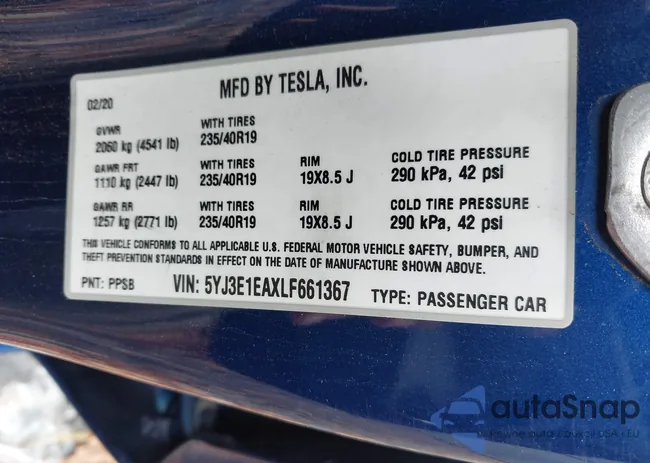 MFD BY TESLA, INC.
02/20
GVWR WITH TIRES
2060 kg (4541 lb) 235/40R19
GAWR FRT WITH TIRES RIM COLD TIRE PRESSURE
1110 kg (2447 lb) 235/40R19 19X8.5 J 290 kPa, 42 psi
GAWR RR WITH TIRES RIM COLD TIRE PRESSURE
1257 kg (2771 lb) 235/40R19 19X8.5 J 290 kPa, 42 psi
THIS VEHICLE CONFORMS TO ALL APPLICABLE U.S. FEDERAL MOTOR VEHICLE SAFETY, BUMPER, AND
THEFT PREVENTION STANDARDS IN EFFECT ON THE DATE OF MANUFACTURE SHOWN ABOVE.
PNT: PPSB VIN: 5YJ3E1EAXLF661367 TYPE: PASSENGER CAR
autaSnap